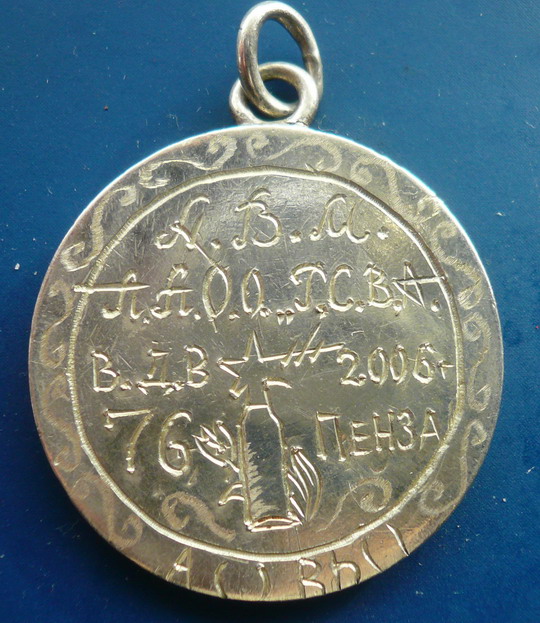 Х. В. А.
Л.А.О.О. „Г.С.В.А.
В.Д.В 2006г
76 ПЕНЗА